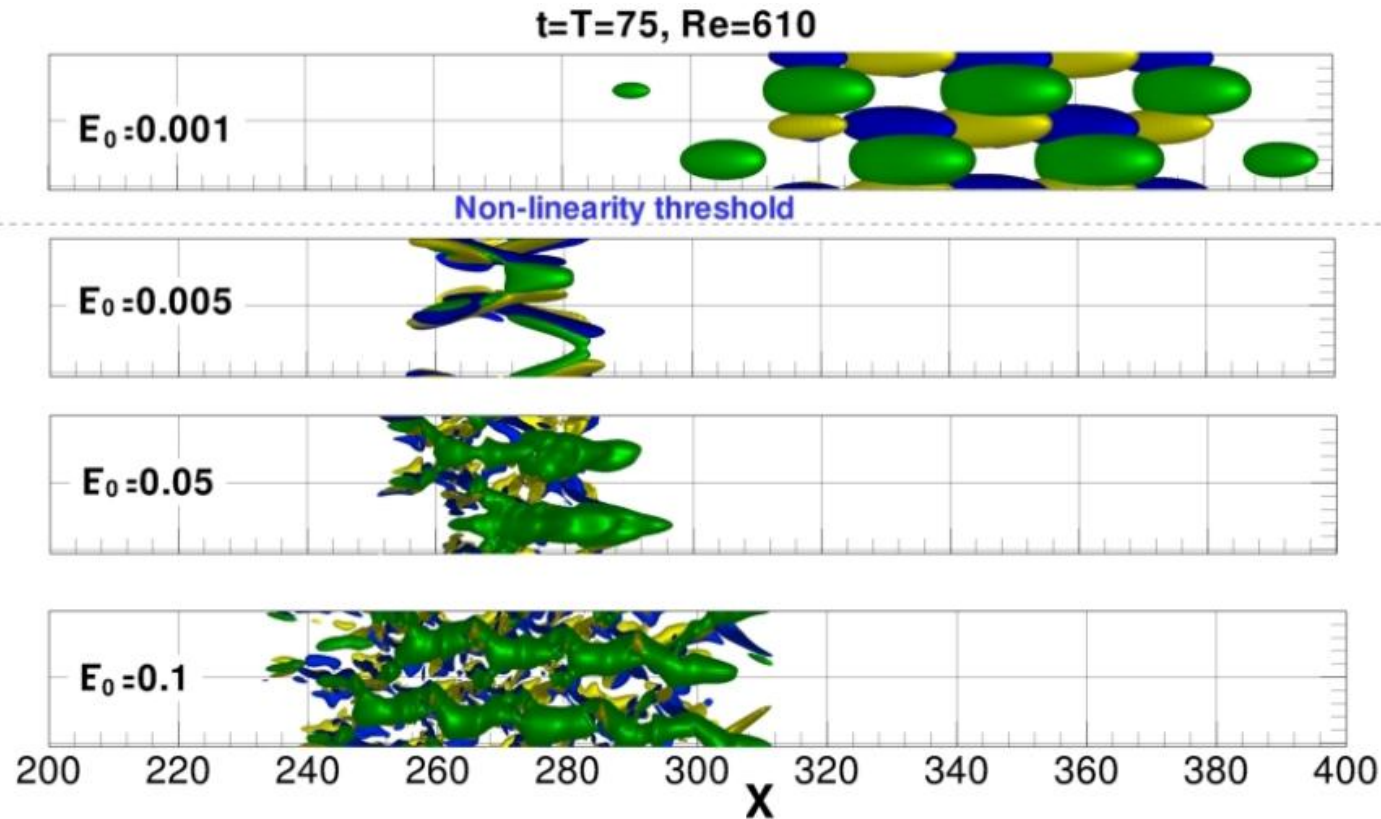 t=T=75, Re=610
E₀=0.001
Non-linearity threshold
E₀=0.005
E₀=0.05
E₀=0.1
200 220 240 260 280 300 320 340 360 380 400
X